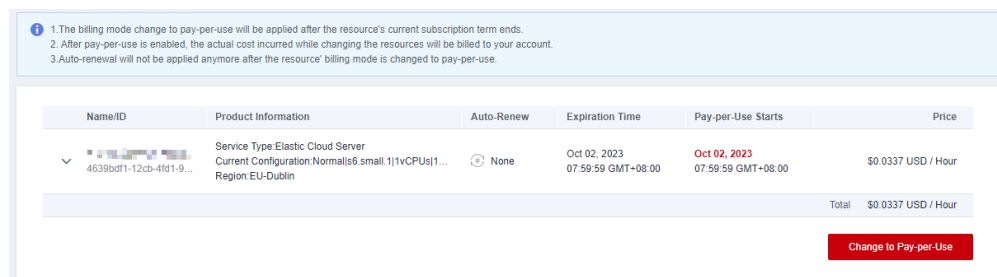 1.The billing mode change to pay-per-use will be applied after the resource's current subscription term ends.
2. After pay-per-use is enabled, the actual cost incurred while changing the resources will be billed to your account.
3.Auto-renewal will not be applied anymore after the resource' billing mode is changed to pay-per-use.
Name/ID Product Information Auto-Renew Expiration Time Pay-per-Use Starts Price
Service Type:Elastic Cloud Server
4639bdf1-12cb-4fd1-9... Current Configuration:Normal|s6.small.1|1vCPUs|1... None Oct 02, 2023 Oct 02, 2023 $0.0337 USD / Hour
Region:EU-Dublin 07:59:59 GMT+08:00 07:59:59 GMT+08:00
Total $0.0337 USD / Hour
Change to Pay-per-Use